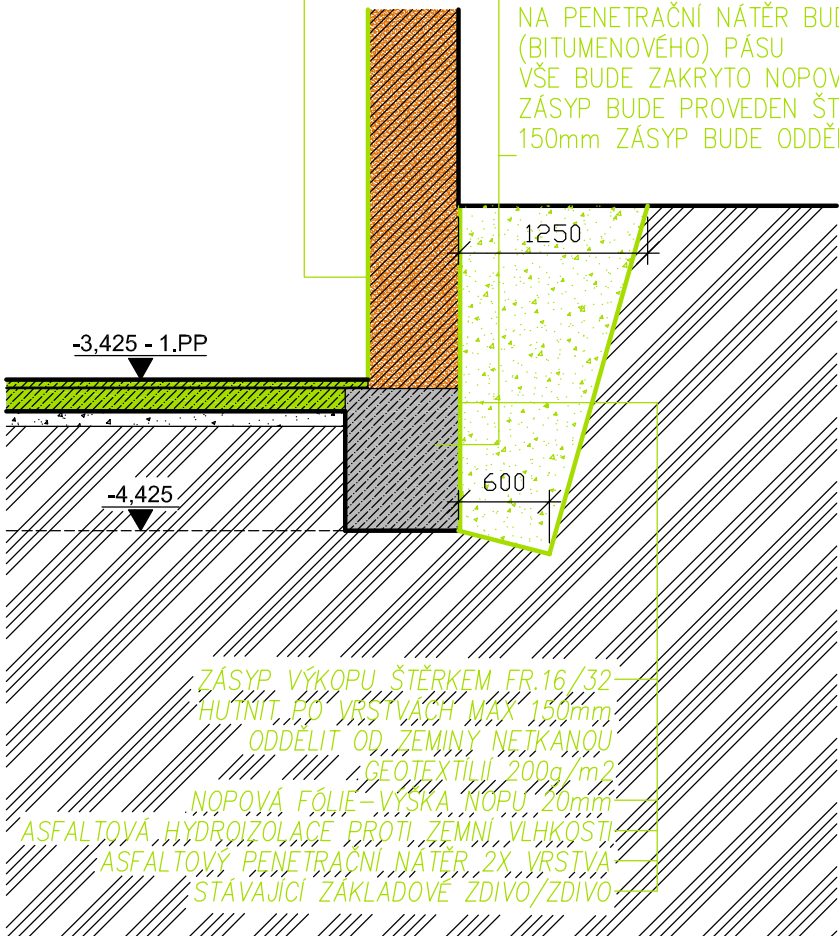 NA PENETRAČNÍ NÁTĚR BUD
(BITUMENOVÉHO) PÁSU
VŠE BUDE ZAKRYTO NOPOV
ZÁSYP BUDE PROVEDEN ŠT
150mm ZÁSYP BUDE ODDĚ
1250
-3,425 - 1.PP
600
-4,425
ZÁSYP VÝKOPU ŠTĚRKEM FR.16/32
HUTNIT PO VRSTVÁCH MAX 150mm
ODDĚLIT OD ZEMINY NETKANOU
GEOTEXTÍLIÍ 200g/m2
NOPOVÁ FÓLIE-VÝŠKA NOPU 20mm
ASFALTOVÁ HYDROIZOLACE PROTI ZEMNÍ VLHKOSTI
ASFALTOVÝ PENETRAČNÍ NÁTĚR 2X VRSTVA
STÁVAJÍCÍ ZÁKLADOVÉ ZDIVO/ZDIVO